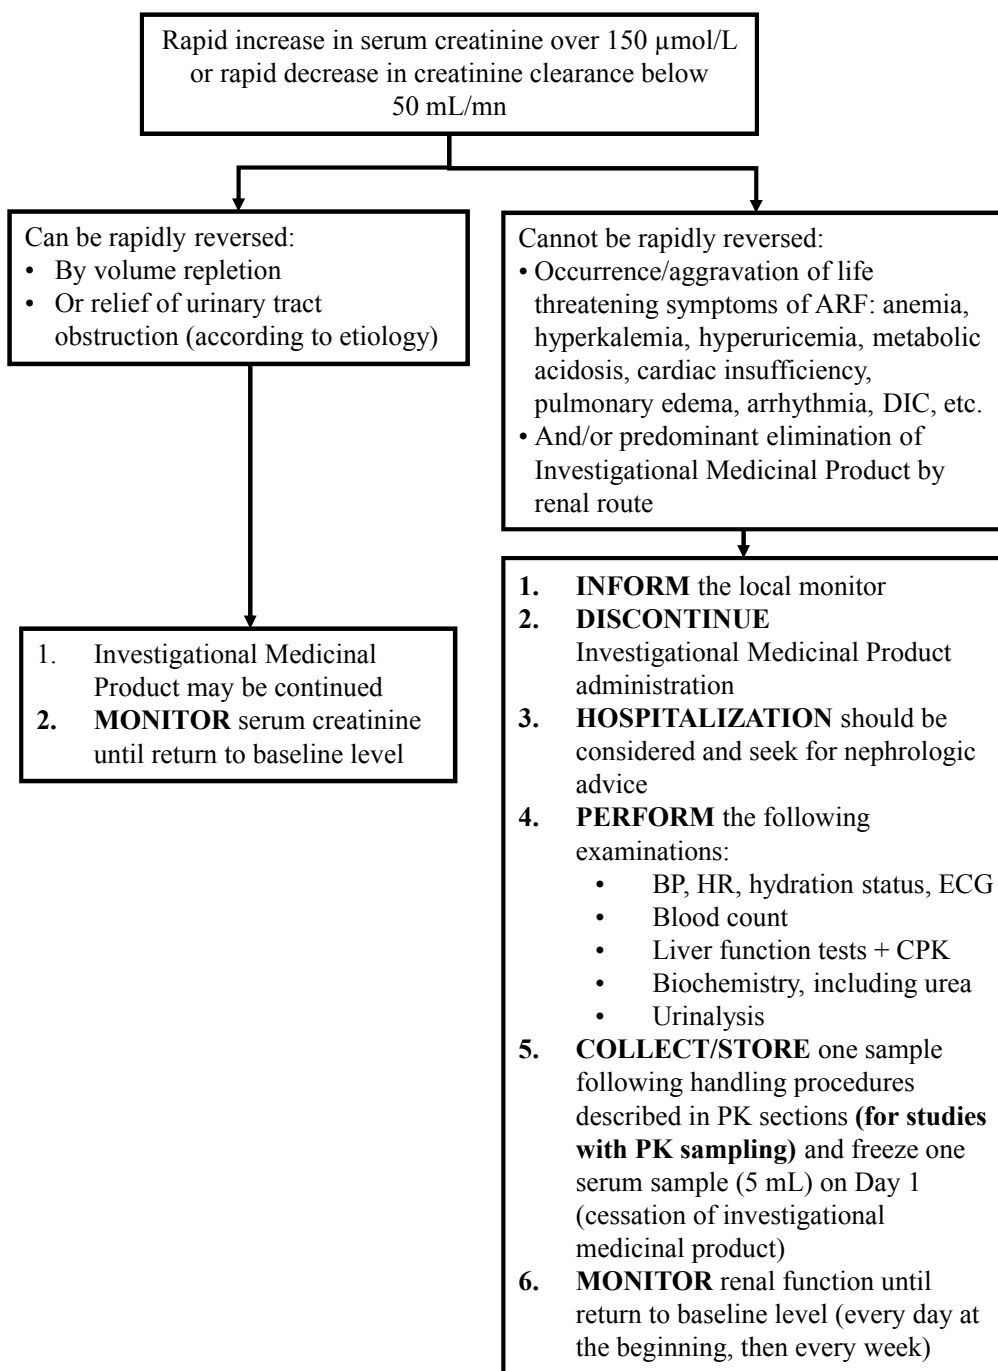 Rapid increase in serum creatinine over 150 µmol/L
or rapid decrease in creatinine clearance below
50 mL/mn
Can be rapidly reversed:
• By volume repletion
• Or relief of urinary tract
obstruction (according to etiology)
Cannot be rapidly reversed:
• Occurrence/aggravation of life
threatening symptoms of ARF: anemia,
hyperkalemia, hyperuricemia, metabolic
acidosis, cardiac insufficiency,
pulmonary edema, arrhythmia, DIC, etc.
• And/or predominant elimination of
Investigational Medicinal Product by
renal route
1. Investigational Medicinal
Product may be continued
2. MONITOR serum creatinine
until return to baseline level
1. INFORM the local monitor
2. DISCONTINUE
Investigational Medicinal Product
administration
3. HOSPITALIZATION should be
considered and seek for nephrologic
advice
4. PERFORM the following
examinations:
• BP, HR, hydration status, ECG
• Blood count
• Liver function tests + CPK
• Biochemistry, including urea
• Urinalysis
5. COLLECT/STORE one sample
following handling procedures
described in PK sections (for studies
with PK sampling) and freeze one
serum sample (5 mL) on Day 1
(cessation of investigational
medicinal product)
6. MONITOR renal function until
return to baseline level (every day at
the beginning, then every week)